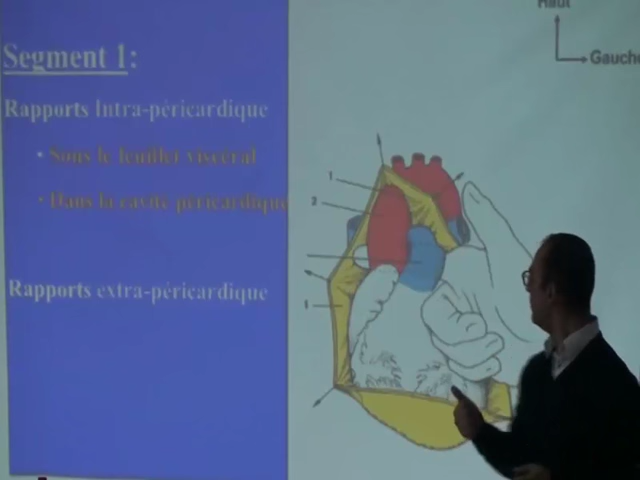 Segment 1:
Rapports Intra-péricardique
• Sous le feuillet viscéral
• Dans la cavité péricardique
Rapports extra-péricardique
Haut
Gauche
1
2